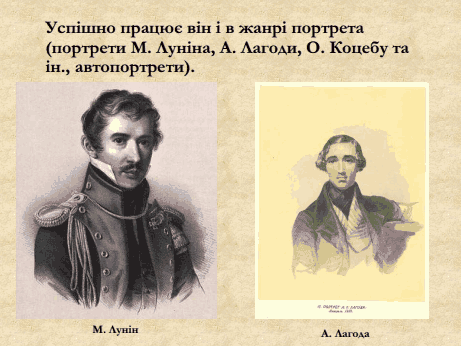 Успішно працює він і в жанрі портрета
(портрети М. Луніна, А. Лагоди, О. Коцебу та
ін., автопортрети).
М. Лунін
А. Лагода